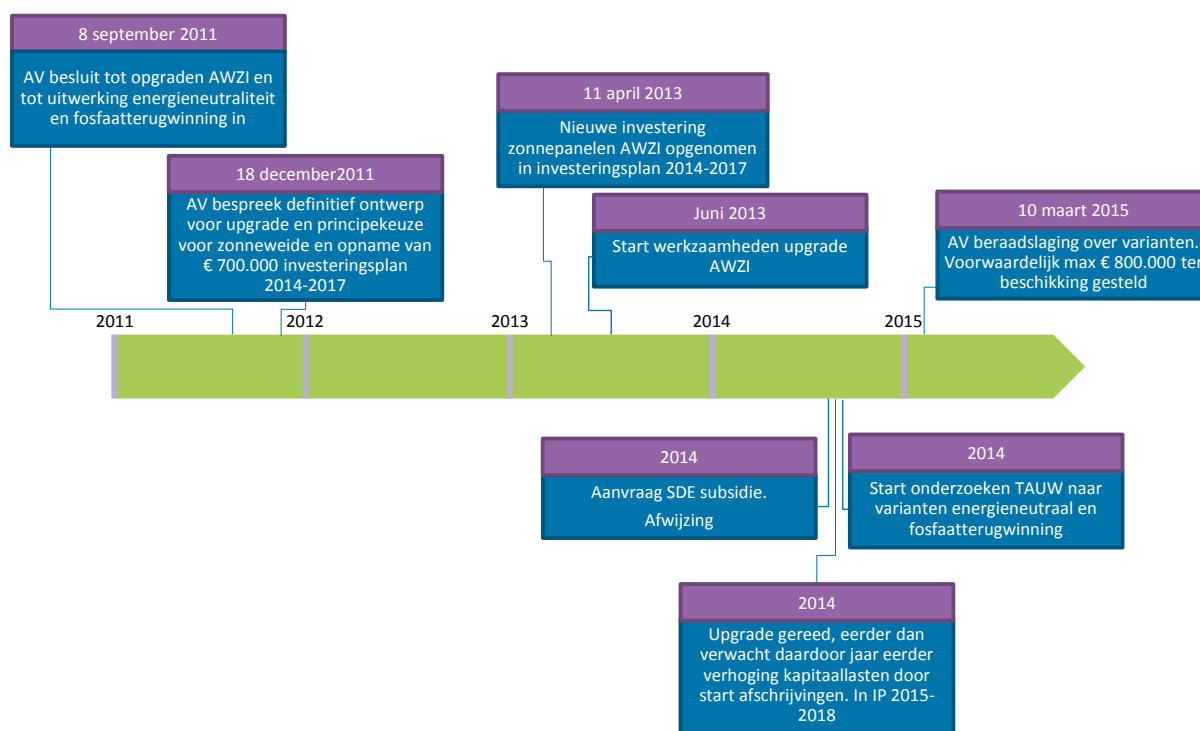 8 september 2011
AV besluit tot opgraden AWZI en
tot uitwerking energieneutraliteit
en fosfaatterugwinning in
18 december2011
AV bespreek definitief ontwerp
voor upgrade en principekeuze
voor zonneweide en opname van
€ 700.000 investeringsplan
2014-2017
11 april 2013
Nieuwe investering
zonnepanelen AWZI opgenomen
in investeringsplan 2014-2017
Juni 2013
Start werkzaamheden upgrade
AWZI
10 maart 2015
AV beraadslaging over varianten.
Voorwaardelijk max € 800.000 ter
beschikking gesteld
2011
2012
2013
2014
2015
2014
Aanvraag SDE subsidie.
Afwijzing
2014
Start onderzoeken TAUW naar
varianten energieneutraal en
fosfaatterugwinning
2014
Upgrade gereed, eerder dan
verwacht daardoor jaar eerder
verhoging kapitaallasten door
start afschrijvingen. In IP 2015-
2018